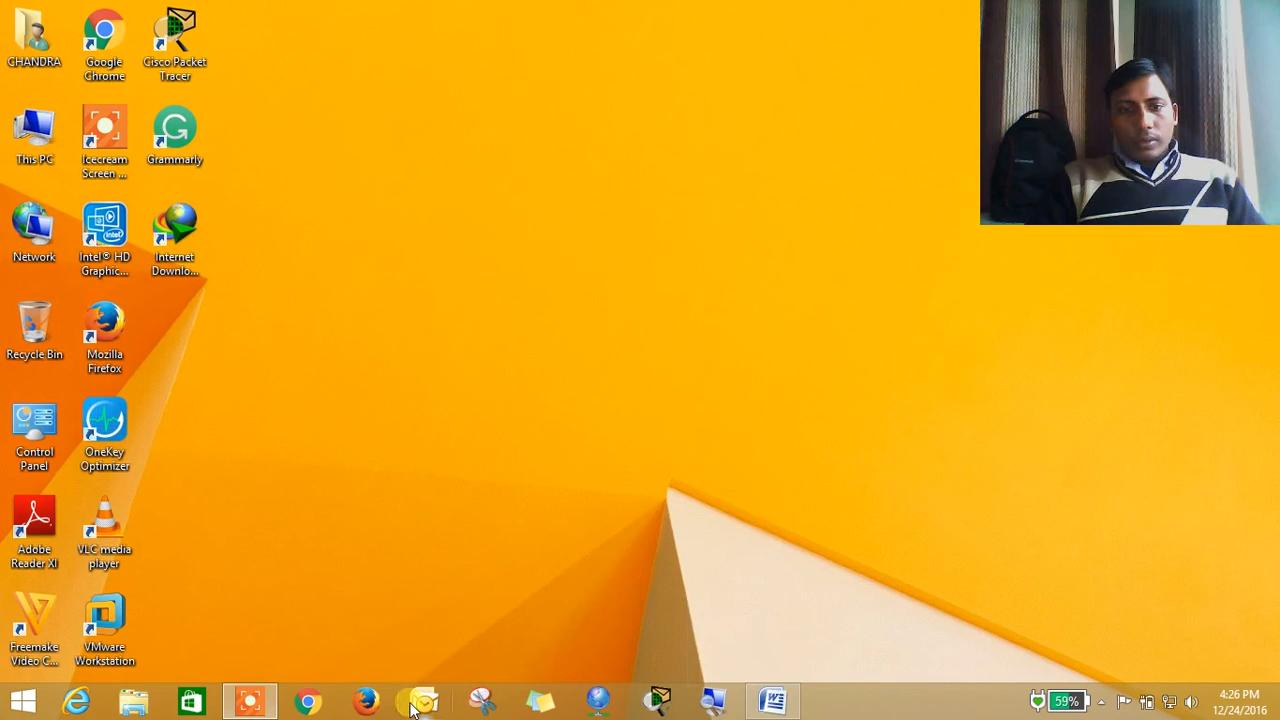 CHANDRA
Google
Chrome
Cisco Packet
Tracer
This PC
Icecream
Screen ...
Grammarly
Network
Intel® HD
Graphic...
Internet
Downlo...
Recycle Bin
Mozilla
Firefox
Control
Panel
OneKey
Optimizer
Adobe
Reader XI
VLC media
player
Freemake
Video C...
VMware
Workstation
59%
4:26 PM
12/24/2016